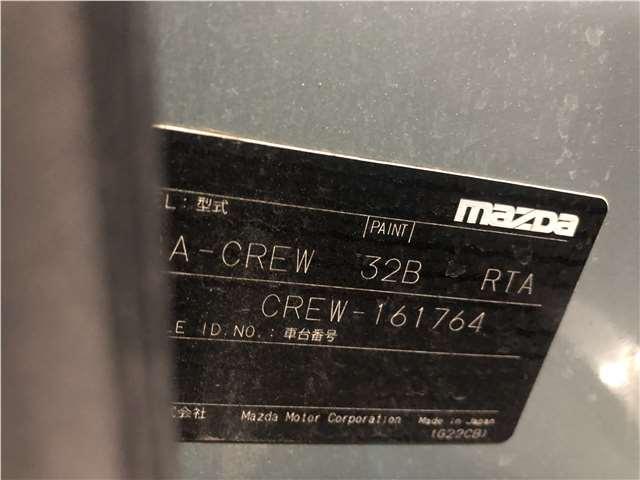 mazda
L : 型式
PAINT
A-CREW 32B RTA
CREW-161764
LE ID.NO. : 車台番号
会社 Mazda Motor Corporation Made in Japan
(G22CB)